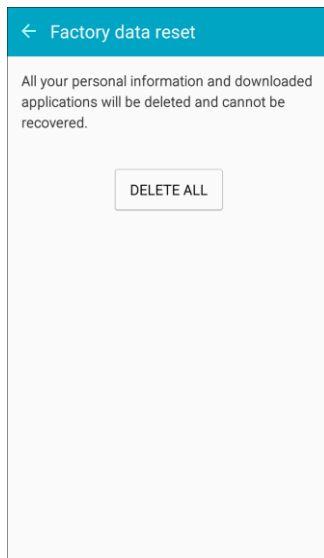 Factory data reset
All your personal information and downloaded
applications will be deleted and cannot be
recovered.
DELETE ALL